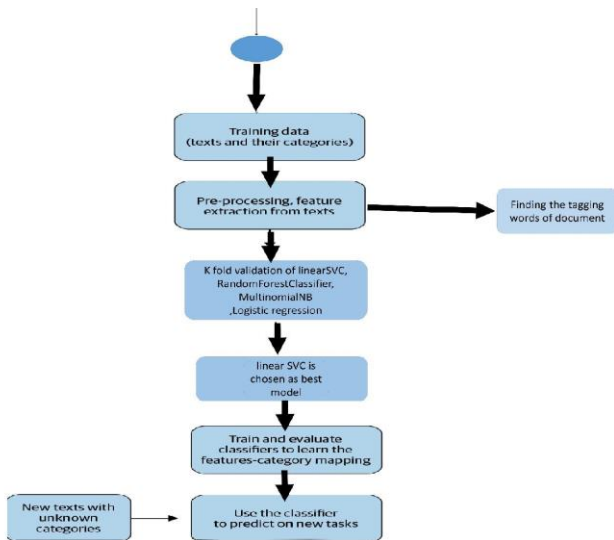 Training data
(texts and their categories)
Pre-processing, feature
extraction from texts
Finding the tagging
words of document
K fold validation of linearSVC,
RandomForestClassifier,
MultinomialNB
,Logistic regression
linear SVC is
chosen as best
model
Train and evaluate
classifiers to learn the
features-category mapping
New texts with
unknown
categories
Use the classifier
to predict on new tasks